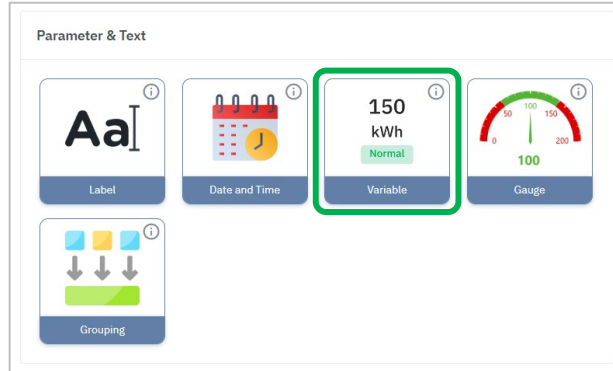 Parameter & Text
Aa
Label
Date and Time
150
kWh
Normal
Variable
50
100
150
0
200
100
Gauge
Grouping